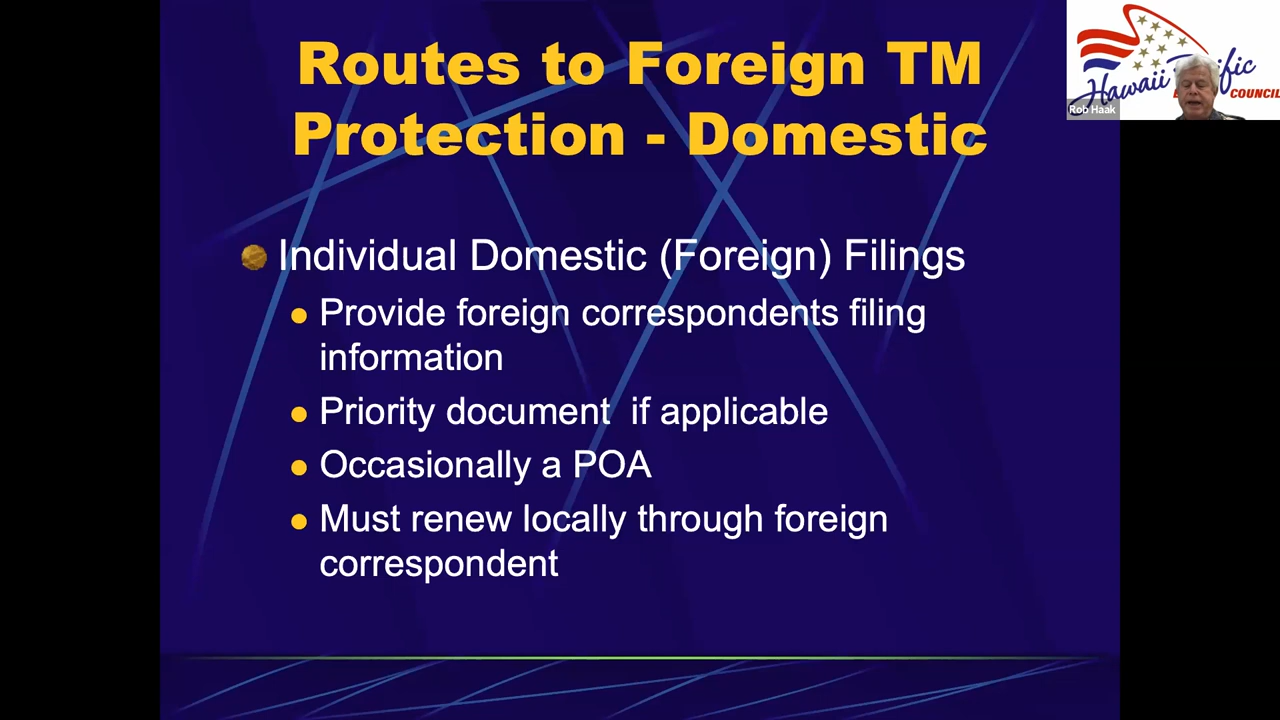 Routes to Foreign TM
Protection - Domestic
Individual Domestic (Foreign) Filings
Provide foreign correspondents filing
information
Priority document if applicable
Occasionally a POA
Must renew locally through foreign
correspondent
Hawaii
COUNCIL
Rob Haak